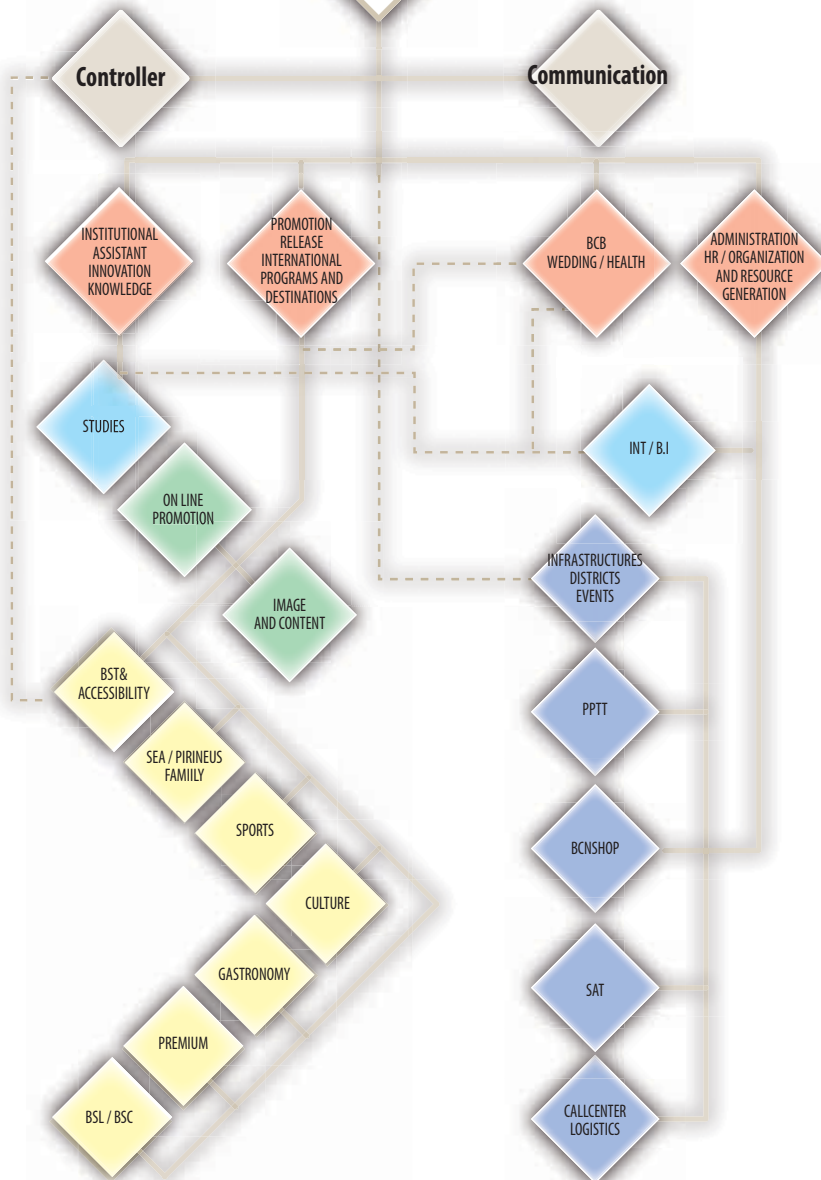 Controller
Communication
INSTITUTIONAL
ASSISTANT
INNOVATION
KNOWLEDGE
PROMOTION
RELEASE
INTERNATIONAL
PROGRAMS AND
DESTINATIONS
BCB
WEDDING / HEALTH
ADMINISTRATION
HR / ORGANIZATION
AND RESOURCE
GENERATION
STUDIES
INT / B.I
ON LINE
PROMOTION
IMAGE
AND CONTENT
INFRASTRUCTURES
DISTRICTS
EVENTS
BST&
ACCESSIBILITY
PPTT
SEA / PIRINEUS
FAMIILY
SPORTS
BCNSHOP
CULTURE
GASTRONOMY
SAT
PREMIUM
BSL / BSC
CALLCENTER
LOGISTICS